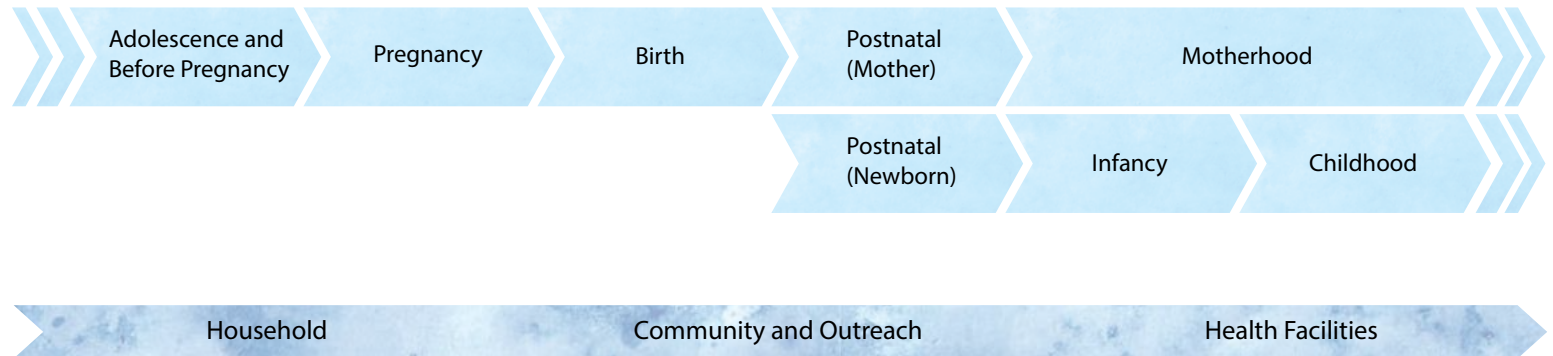 Adolescence and
Before Pregnancy
Pregnancy
Birth
Postnatal
(Mother)
Motherhood
Postnatal
(Newborn)
Infancy
Childhood
Household
Community and Outreach
Health Facilities